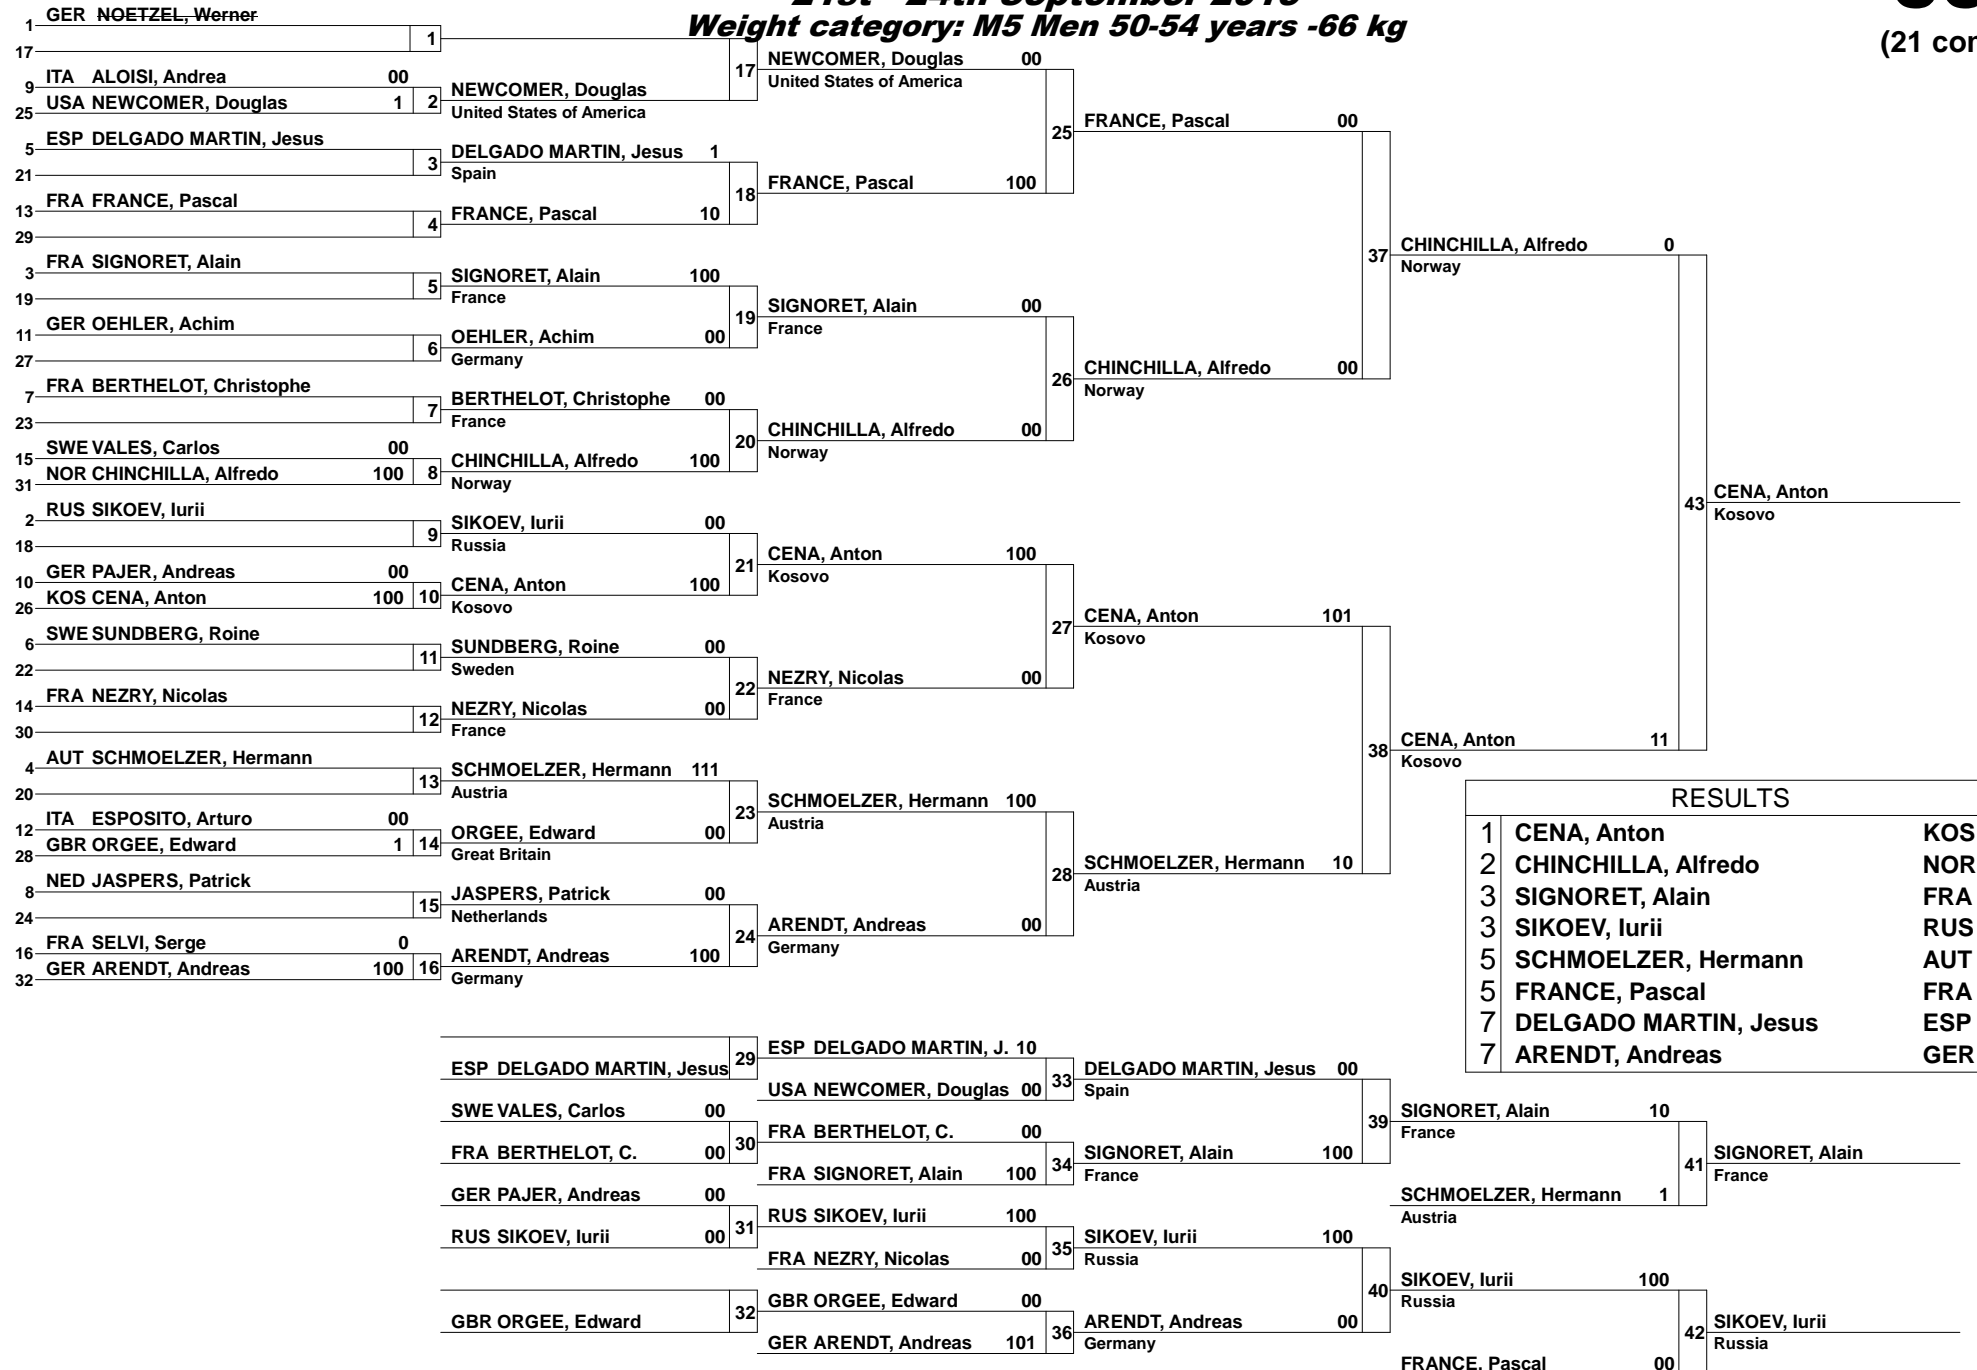 21st - 24th September 2015
Weight category: M5 Men 50-54 years -66 kg
(21 con
1 GER NOETZEL, Werner
17
1
9 ITA ALOISI, Andrea 00
25 USA NEWCOMER, Douglas 1
2
5 ESP DELGADO MARTIN, Jesus
21
3
13 FRA FRANCE, Pascal
29
4
3 FRA SIGNORET, Alain
19
5
11 GER OEHLER, Achim
27
6
7 FRA BERTHELOT, Christophe
23
7
15 SWE VALES, Carlos 00
31 NOR CHINCHILLA, Alfredo 100
8
2 RUS SIKOEV, Iurii
18
9
10 GER PAJER, Andreas 00
26 KOS CENA, Anton 100
10
6 SWE SUNDBERG, Roine
22
11
14 FRA NEZRY, Nicolas
30
12
4 AUT SCHMOELZER, Hermann
20
13
12 ITA ESPOSITO, Arturo 00
28 GBR ORGEE, Edward 1
14
8 NED JASPERS, Patrick
24
15
16 FRA SELVI, Serge 0
32 GER ARENDT, Andreas 100
16
NEWCOMER, Douglas
United States of America
17
DELGADO MARTIN, Jesus 1
Spain
FRANCE, Pascal 10
18
SIGNORET, Alain 100
France
OEHLER, Achim 00
Germany
19
BERTHELOT, Christophe 00
France
CHINCHILLA, Alfredo 100
Norway
20
SIKOEV, Iurii 00
Russia
CENA, Anton 100
Kosovo
21
SUNDBERG, Roine 00
Sweden
NEZRY, Nicolas 00
France
22
SCHMOELZER, Hermann 111
Austria
ORGEE, Edward 00
Great Britain
23
JASPERS, Patrick 00
Netherlands
ARENDT, Andreas 100
Germany
24
NEWCOMER, Douglas 00
United States of America
FRANCE, Pascal 100
25
SIGNORET, Alain 00
France
CHINCHILLA, Alfredo 00
Norway
26
CENA, Anton 100
Kosovo
NEZRY, Nicolas 00
France
27
SCHMOELZER, Hermann 100
Austria
ARENDT, Andreas 00
Germany
28
FRANCE, Pascal 00
CHINCHILLA, Alfredo 00
Norway
37
CENA, Anton 101
Kosovo
SCHMOELZER, Hermann 10
Austria
38
CHINCHILLA, Alfredo 0
Norway
CENA, Anton 11
Kosovo
43
CENA, Anton
Kosovo
RESULTS
1 CENA, Anton KOS
2 CHINCHILLA, Alfredo NOR
3 SIGNORET, Alain FRA
3 SIKOEV, Iurii RUS
5 SCHMOELZER, Hermann AUT
5 FRANCE, Pascal FRA
7 DELGADO MARTIN, Jesus ESP
7 ARENDT, Andreas GER
ESP DELGADO MARTIN, Jesus
29
SWE VALES, Carlos 00
FRA BERTHELOT, C. 00
30
GER PAJER, Andreas 00
RUS SIKOEV, Iurii 00
31
GBR ORGEE, Edward
32
ESP DELGADO MARTIN, J. 10
USA NEWCOMER, Douglas 00
33
FRA BERTHELOT, C. 00
FRA SIGNORET, Alain 100
34
RUS SIKOEV, Iurii 100
FRA NEZRY, Nicolas 00
35
GBR ORGEE, Edward 00
GER ARENDT, Andreas 101
36
DELGADO MARTIN, Jesus 00
Spain
SIGNORET, Alain 100
France
39
SIKOEV, Iurii 100
Russia
ARENDT, Andreas 00
Germany
40
SIGNORET, Alain 10
France
SCHMOELZER, Hermann 1
Austria
41
SIKOEV, Iurii 100
Russia
FRANCE, Pascal 00
42
SIGNORET, Alain
France
SIKOEV, Iurii
Russia